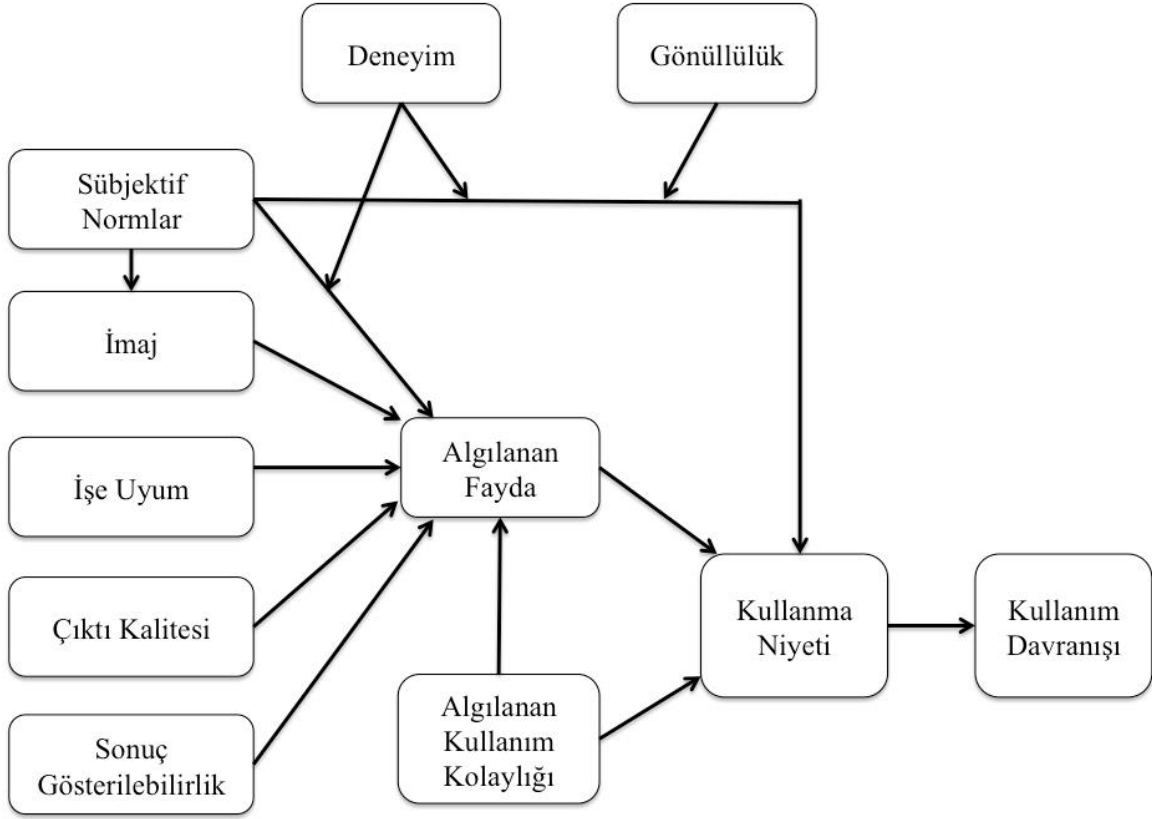 Deneyim
Gönüllülük
Sübjektif
Normlar
İmaj
İşe Uyum
Çıktı Kalitesi
Sonuç
Gösterilebilirlik
Algılanan
Fayda
Algılanan
Kullanım
Kolaylığı
Kullanma
Niyeti
Kullanım
Davranışı